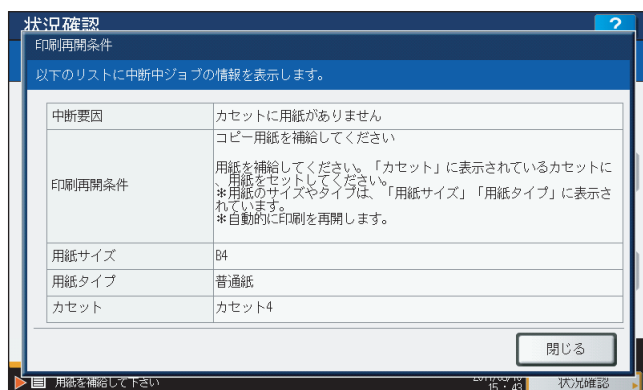 状況確認
?
印刷再開条件
以下のリストに中断中ジョブの情報を表示します。
中断要因
カセットに用紙がありません
印刷再開条件
コピー用紙を補給してください
用紙を補給してください。「カセット」に表示されているカセットに
、用紙をセットしてください。
*用紙のサイズやタイプは、「用紙サイズ」「用紙タイプ」に表示さ
れています。
*自動的に印刷を再開します。
用紙サイズ
B4
用紙タイプ
普通紙
カセット
カセット4
閉じる
用紙を補給して下さい
15:43
状況確認